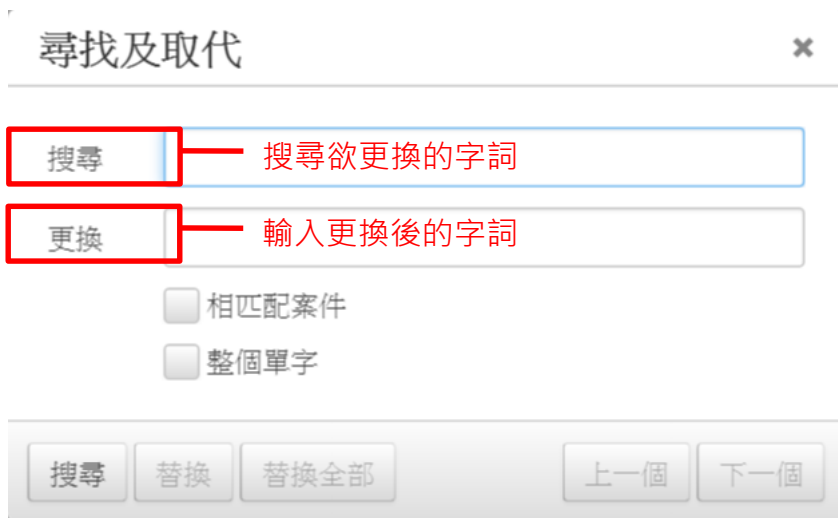 尋找及取代
搜尋 搜尋欲更換的字詞
更換 輸入更換後的字詞
相匹配案件
整個單字
搜尋 替換 替換全部 上一個 下一個